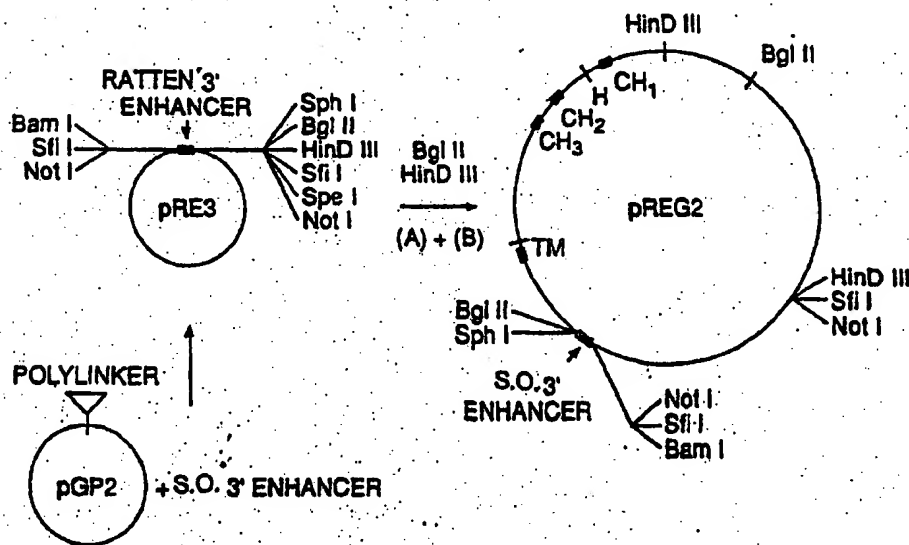 RATTEN 3'
ENHANCER
Bam I
Sfi I
Not I
Sph I
Bgl II
HinD III
Sfi I
Spe I
Not I
pRE3
Bgl II
HinD III
(A) + (B)
POLYLINKER
pGP2
+ S.O. 3' ENHANCER
HinD III
Bgl II
CH1
H
CH2
CH3
pREG2
TM
Bgl II
Sph I
S.O. 3'
ENHANCER
HinD III
Sfi I
Not I
Not I
Sfi I
Bam I